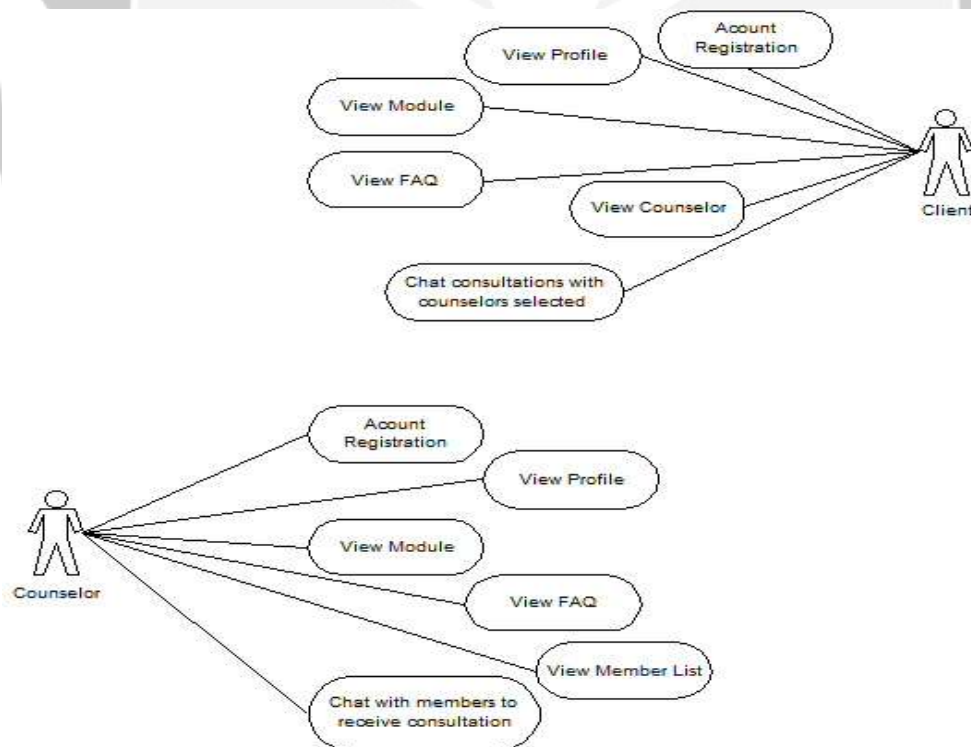 Acount
Registration
View Profile
View Module
View FAQ
View Counselor
Client
Chat consultations with
counselors selected
Acount
Registration
View Profile
View Module
Counselor
View FAQ
View Member List
Chat with members to
receive consultation